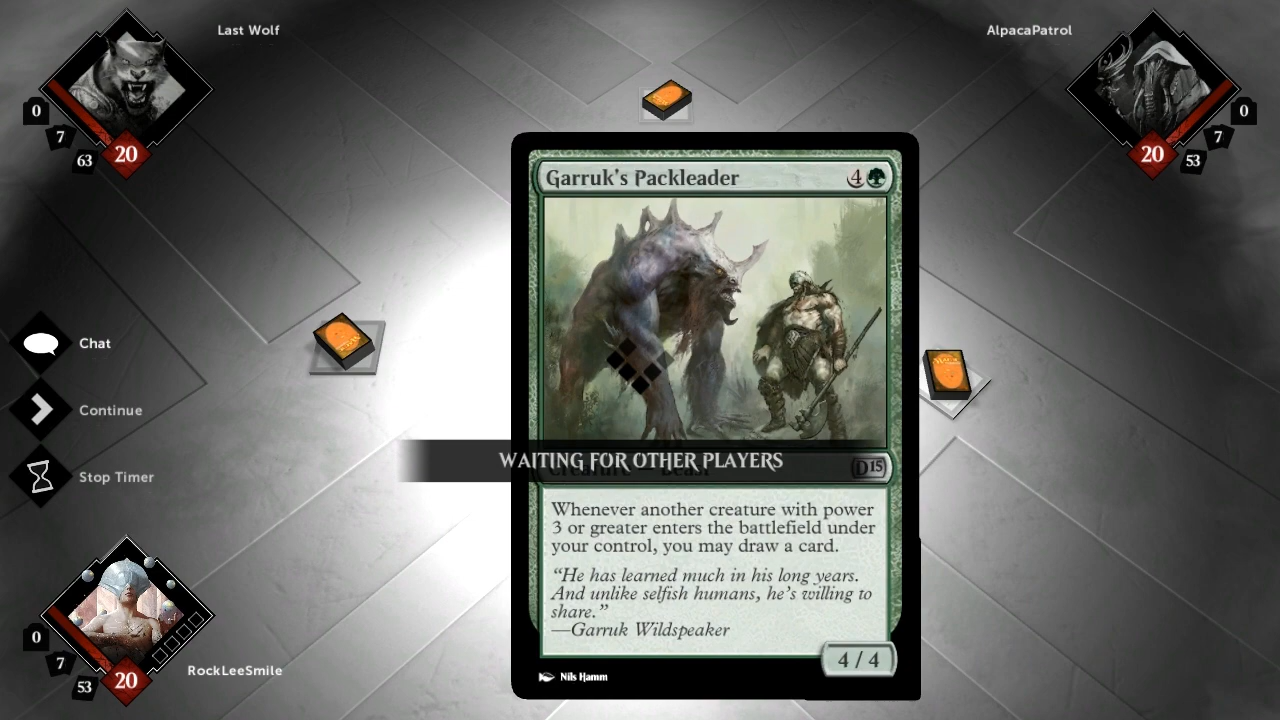 Last Wolf
AlpacaPatrol
0
7
63
20
0
7
53
20
Garruk's Packleader
4
Chat
Continue
Stop Timer
WAITING FOR OTHER PLAYERS
Creature — Beast
D15
Whenever another creature with power
3 or greater enters the battlefield under
your control, you may draw a card.
"He has learned much in his long years.
And unlike selfish humans, he's willing to
share."
—Garruk Wildspeaker
4 / 4
Nils Hamm
0
7
53
20
RockLeeSmile